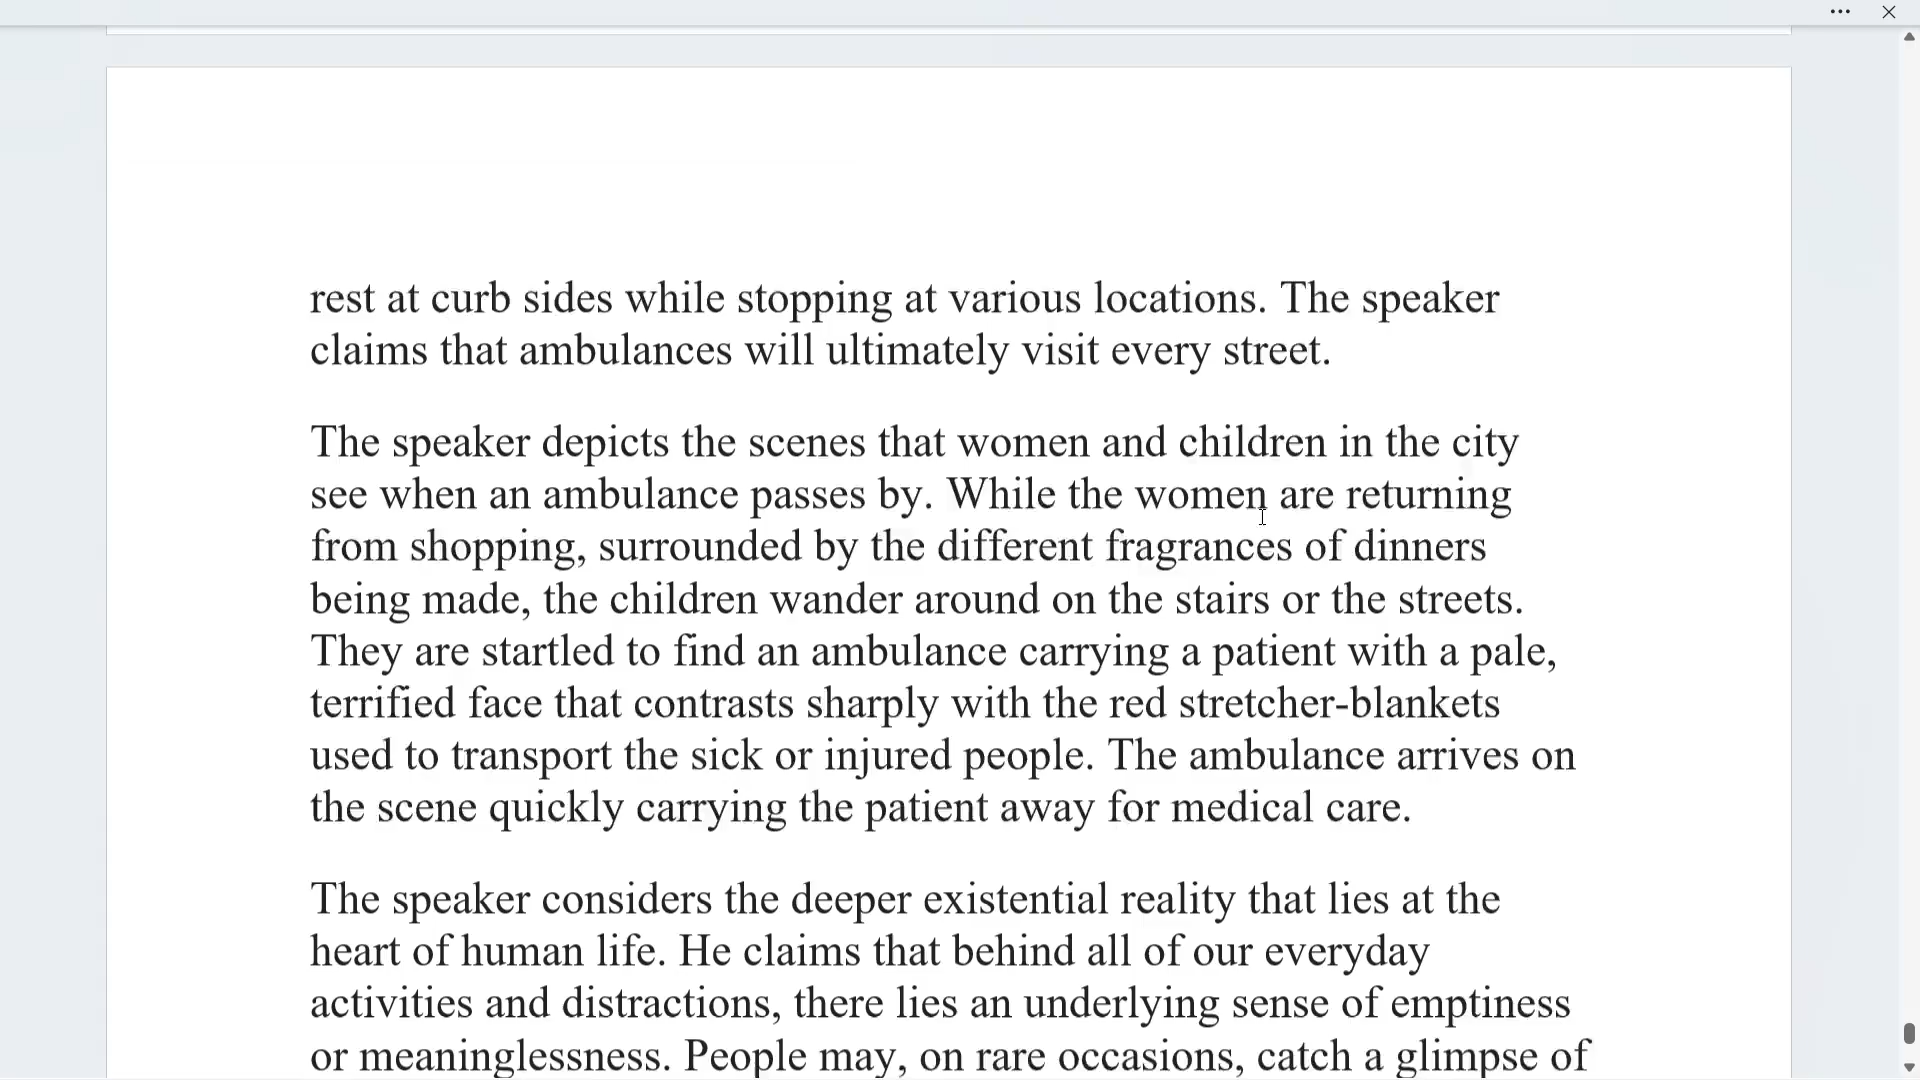 rest at curb sides while stopping at various locations. The speaker
claims that ambulances will ultimately visit every street.
The speaker depicts the scenes that women and children in the city
see when an ambulance passes by. While the women are returning
from shopping, surrounded by the different fragrances of dinners
being made, the children wander around on the stairs or the streets.
They are startled to find an ambulance carrying a patient with a pale,
terrified face that contrasts sharply with the red stretcher-blankets
used to transport the sick or injured people. The ambulance arrives on
the scene quickly carrying the patient away for medical care.
The speaker considers the deeper existential reality that lies at the
heart of human life. He claims that behind all of our everyday
activities and distractions, there lies an underlying sense of emptiness
or meaninglessness. People may, on rare occasions, catch a glimpse of